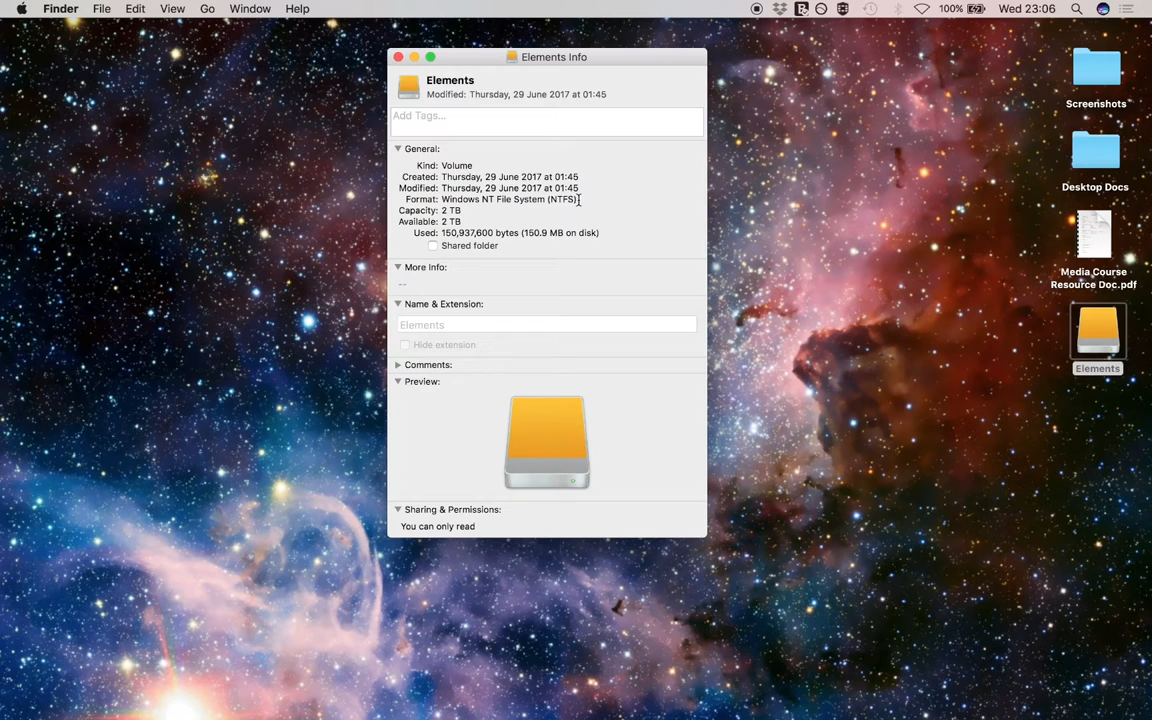 Finder File Edit View Go Window Help 100% Wed 23:06
Elements Info
Elements
Modified: Thursday, 29 June 2017 at 01:45
Add Tags...
General:
Kind: Volume
Created: Thursday, 29 June 2017 at 01:45
Modified: Thursday, 29 June 2017 at 01:45
Format: Windows NT File System (NTFS)
Capacity: 2 TB
Available: 2 TB
Used: 150,937,600 bytes (150.9 MB on disk)
Shared folder
More Info:
--
Name & Extension:
Elements
Hide extension
Comments:
Preview:
Sharing & Permissions:
You can only read
Screenshots
Desktop Docs
Media Course
Resource Doc.pdf
Elements